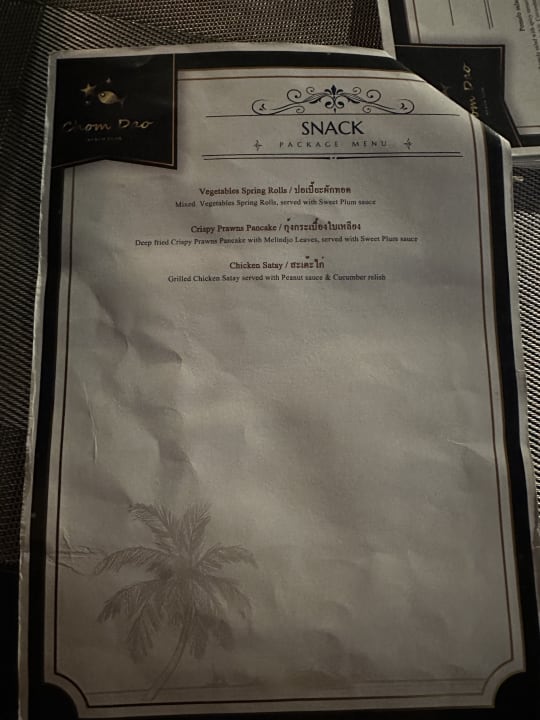 Chom Dao
SNACK
PACKAGE MENU
Vegetables Spring Rolls / ปอเปี๊ยะผักทอด
Mixed Vegetables Spring Rolls, served with Sweet Plum sauce
Crispy Prawns Pancake / กุ้งกระเบื้องใบเหลียง
Deep fried Crispy Prawns Pancake with Melindjo Leaves, served with Sweet Plum sauce
Chicken Satay / สะเต๊ะไก่
Grilled Chicken Satay served with Peanut sauce & Cucumber relish